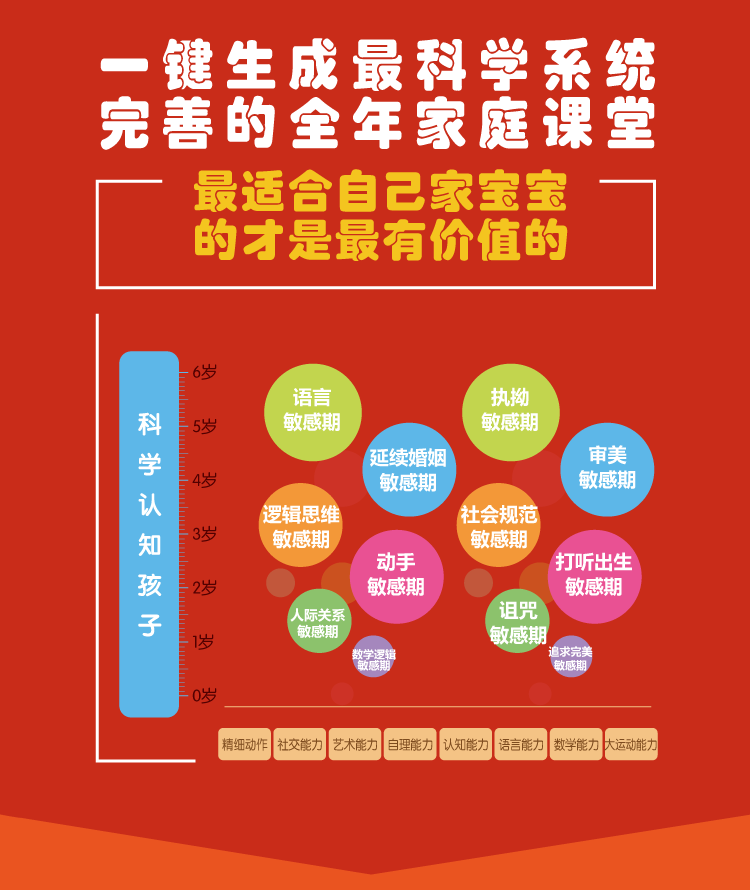 一键生成最科学系统
完善的全年家庭课堂
最适合自己家宝宝
的才是最有价值的
科学认知孩子
6岁
5岁
4岁
3岁
2岁
1岁
0岁
语言
敏感期
执拗
敏感期
延续婚姻
敏感期
审美
敏感期
逻辑思维
敏感期
社会规范
敏感期
动手
敏感期
打听出生
敏感期
人际关系
敏感期
诅咒
敏感期
数学逻辑
敏感期
追求完美
敏感期
精细动作
社交能力
艺术能力
自理能力
认知能力
语言能力
数学能力
大运动能力